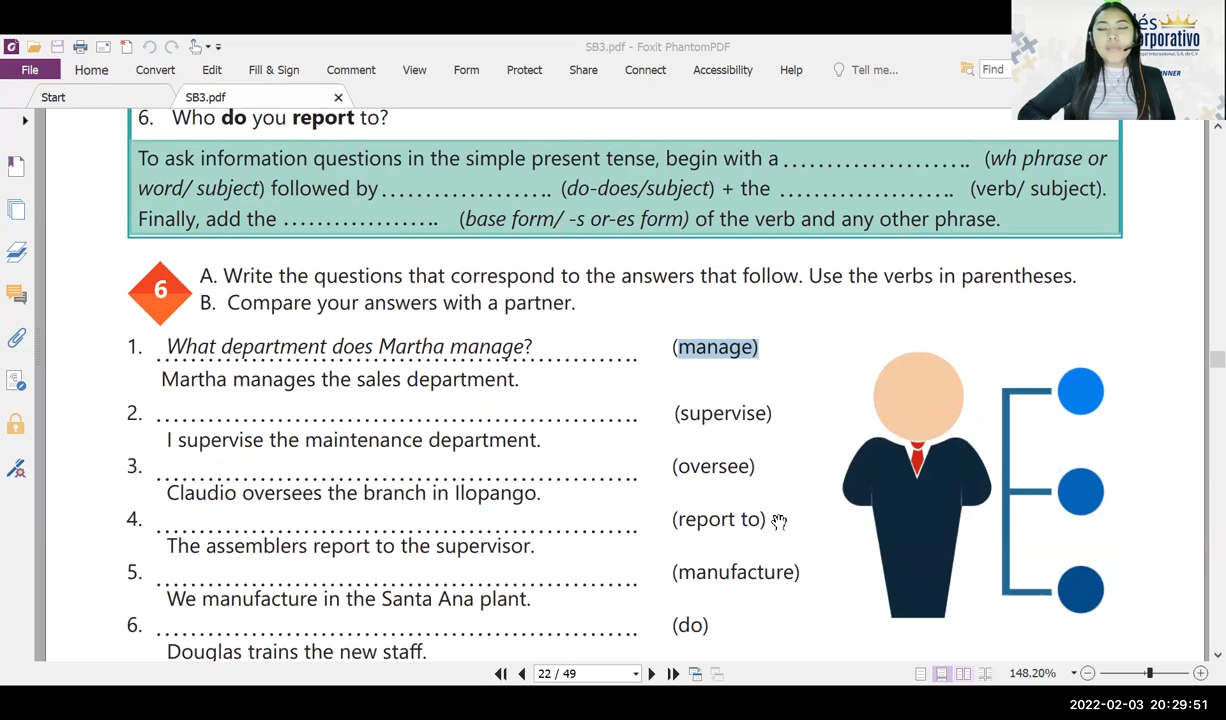 SB3.pdf - Foxit PhantomPDF
File Home Convert Edit Fill & Sign Comment View Form Protect Share Connect Accessibility Help Tell me... Find
Start SB3.pdf
és
orporativo
6. Who do you report to?
To ask information questions in the simple present tense, begin with a ...................... (wh phrase or
word/ subject) followed by .................... (do-does/subject) + the .................... (verb/ subject).
Finally, add the .................. (base form/ -s or-es form) of the verb and any other phrase.
6
A. Write the questions that correspond to the answers that follow. Use the verbs in parentheses.
B. Compare your answers with a partner.
1. What department does Martha manage? (manage)
Martha manages the sales department.
2. (supervise)
I supervise the maintenance department.
3. (oversee)
Claudio oversees the branch in Ilopango.
4. (report to)
The assemblers report to the supervisor.
5. (manufacture)
We manufacture in the Santa Ana plant.
6. (do)
Douglas trains the new staff.
22 / 49 148.20%
2022-02-03 20:29:51